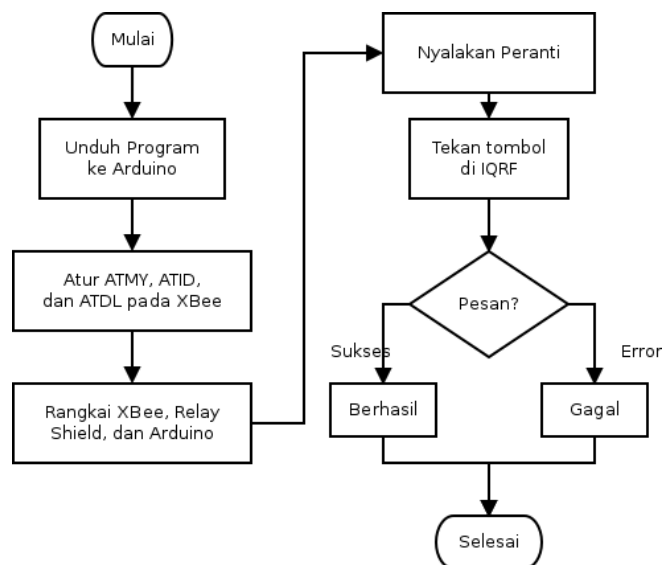 Mulai
Unduh Program
ke Arduino
Atur ATMY, ATID,
dan ATDL pada XBee
Rangkai XBee, Relay
Shield, dan Arduino
Nyalakan Peranti
Tekan tombol
di IQRF
Pesan?
Sukses
Error
Berhasil
Gagal
Selesai